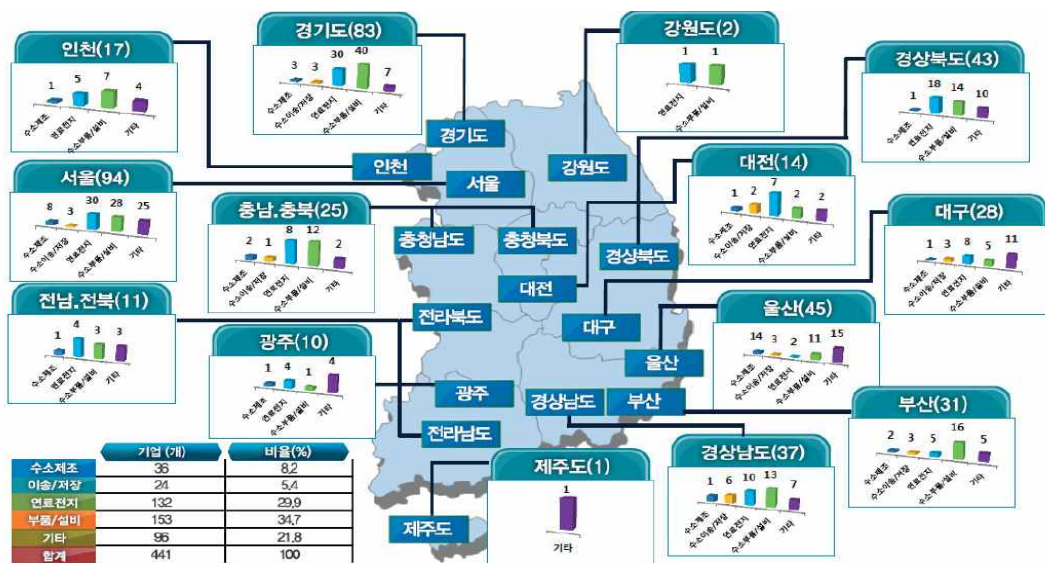 인천(17)
1 5 7 4
수소제조 연료전지 수소부품/설비 기타
경기도(83)
3 3 30 40 7
수소제조 수소이송/저장 연료전지 수소부품/설비 기타
강원도(2)
1 1
연료전지 수소부품/설비
경상북도(43)
1 18 14 10
수소제조 연료전지 수소부품/설비 기타
서울(94)
8 3 30 28 25
수소제조 수소이송/저장 연료전지 수소부품/설비 기타
충남.충북(25)
2 1 8 12 2
수소제조 수소이송/저장 연료전지 수소부품/설비 기타
대전(14)
1 2 7 2 2
수소제조 수소이송/저장 연료전지 수소부품/설비 기타
대구(28)
1 3 8 5 11
수소제조 수소이송/저장 연료전지 수소부품/설비 기타
전남.전북(11)
1 4 3 3
수소제조 연료전지 수소부품/설비 기타
광주(10)
1 4 1 4
수소제조 연료전지 수소부품/설비 기타
울산(45)
14 3 2 11 15
수소제조 수소이송/저장 연료전지 수소부품/설비 기타
부산(31)
2 3 5 16 5
수소제조 수소이송/저장 연료전지 수소부품/설비 기타
경상남도(37)
1 6 10 13 7
수소제조 수소이송/저장 연료전지 수소부품/설비 기타
제주도(1)
1
기타
경기도
인천
서울
강원도
충청남도
충청북도
경상북도
대전
전라북도
대구
울산
광주
경상남도
부산
전라남도
제주도
기업 (개) 비율(%)
수소제조 36 8,2
이송/저장 24 5,4
연료전지 132 29,9
부품/설비 153 34,7
기타 96 21,8
합계 441 100